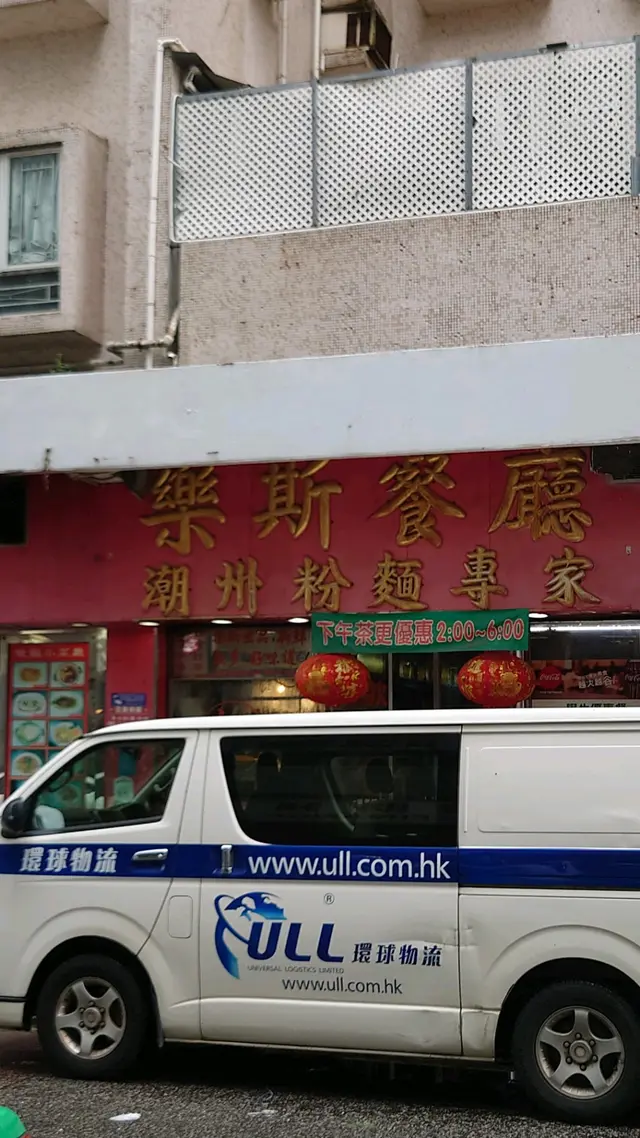 樂斯餐廳
潮州粉麵專家
下午茶更優惠 2:00~6:00
環球物流
www.ull.com.hk
®
ULL 環球物流
UNIVERSAL LOGISTICS LIMITED
www.ull.com.hk